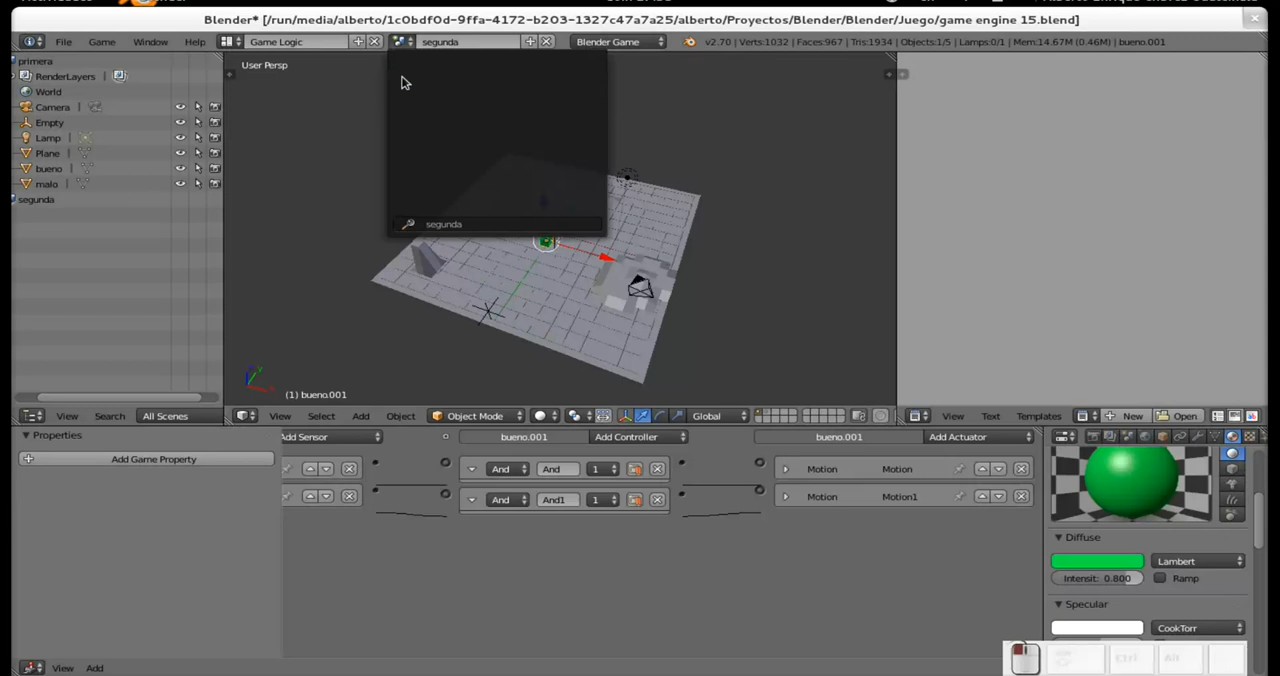 Blender* [/run/media/alberto/1c0bdf0d-9ffa-4172-b203-1327c47a7a25/alberto/Proyectos/Blender/Blender/Juego/game engine 15.blend]
File Game Window Help Game Logic segunda Blender Game v2.70 | Verts:1032 | Faces:967 | Tris:1934 | Objects:1/5 | Lamps:0/1 | Mem:14.67M (0.46M) | bueno.001
primera
User Persp
RenderLayers
World
Camera
Empty
Lamp
Plane
bueno
malo
segunda
segunda
(1) bueno.001
View Search All Scenes
View Select Add Object Object Mode Global
View Text Templates New Open
Properties
Add Sensor bueno.001 Add Controller bueno.001 Add Actuator
Add Game Property
And And 1 Motion Motion
And And1 1 Motion Motion1
Diffuse
Lambert
Intensit: 0.800 Ramp
Specular
CookTorr
Ctrl Alt
View Add